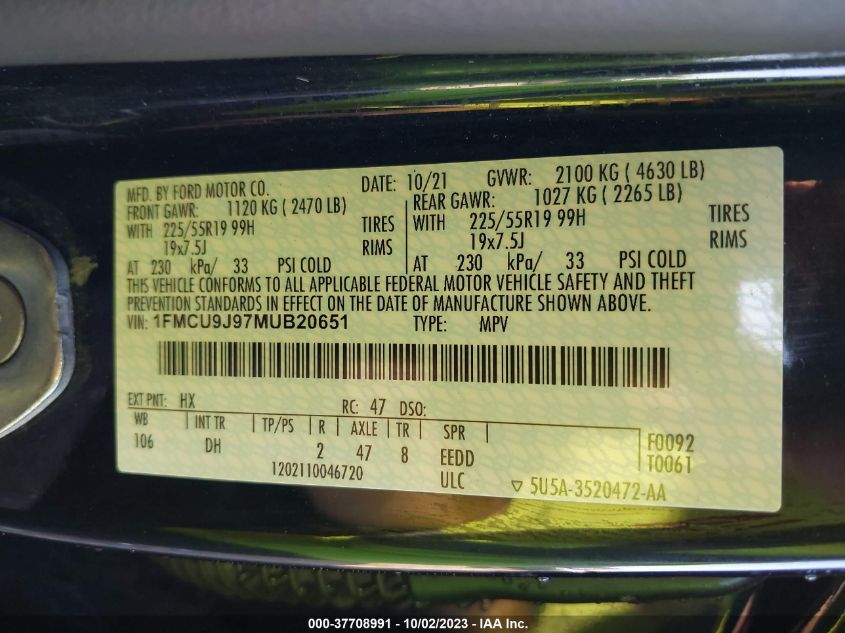 MFD. BY FORD MOTOR CO. DATE: 10/21 GVWR: 2100 KG ( 4630 LB)
FRONT GAWR: 1120 KG ( 2470 LB) REAR GAWR: 1027 KG ( 2265 LB)
WITH 225/55R19 99H TIRES WITH 225/55R19 99H TIRES
19x7.5J RIMS 19x7.5J RIMS
AT 230 kPa/ 33 PSI COLD AT 230 kPa/ 33 PSI COLD
THIS VEHICLE CONFORMS TO ALL APPLICABLE FEDERAL MOTOR VEHICLE SAFETY AND THEFT
PREVENTION STANDARDS IN EFFECT ON THE DATE OF MANUFACTURE SHOWN ABOVE.
VIN: 1FMCU9J97MUB20651 TYPE: MPV
EXT PNT: HX RC: 47 DSO:
WB INT TR TP/PS R AXLE TR SPR
106 DH 2 47 8 EEDD
F0092
T0061
1202110046720 ULC ▽ 5U5A-3520472-AA
000-37708991 - 10/02/2023 - IAA Inc.